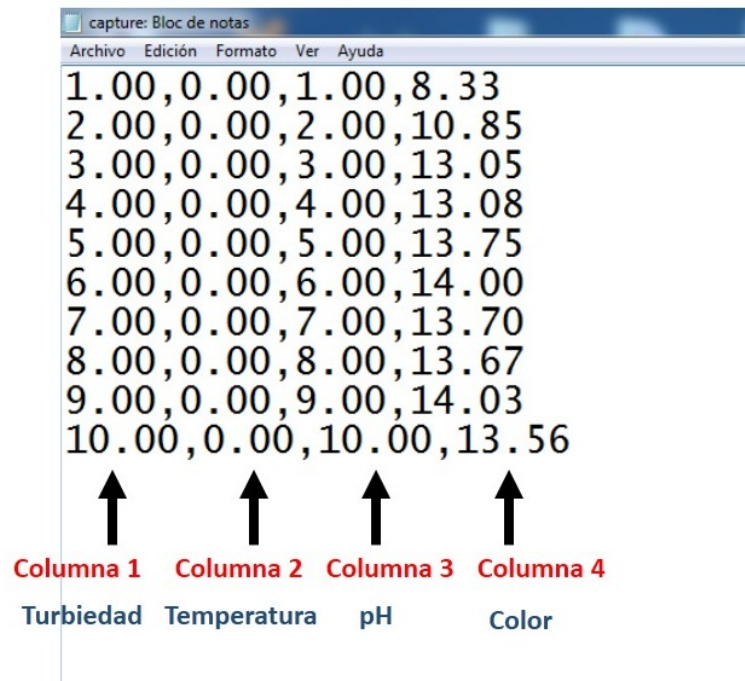 capture: Bloc de notas
Archivo Edición Formato Ver Ayuda
1.00,0.00,1.00,8.33
2.00,0.00,2.00,10.85
3.00,0.00,3.00,13.05
4.00,0.00,4.00,13.08
5.00,0.00,5.00,13.75
6.00,0.00,6.00,14.00
7.00,0.00,7.00,13.70
8.00,0.00,8.00,13.67
9.00,0.00,9.00,14.03
10.00,0.00,10.00,13.56
Columna 1 Columna 2 Columna 3 Columna 4
Turbiedad Temperatura pH Color